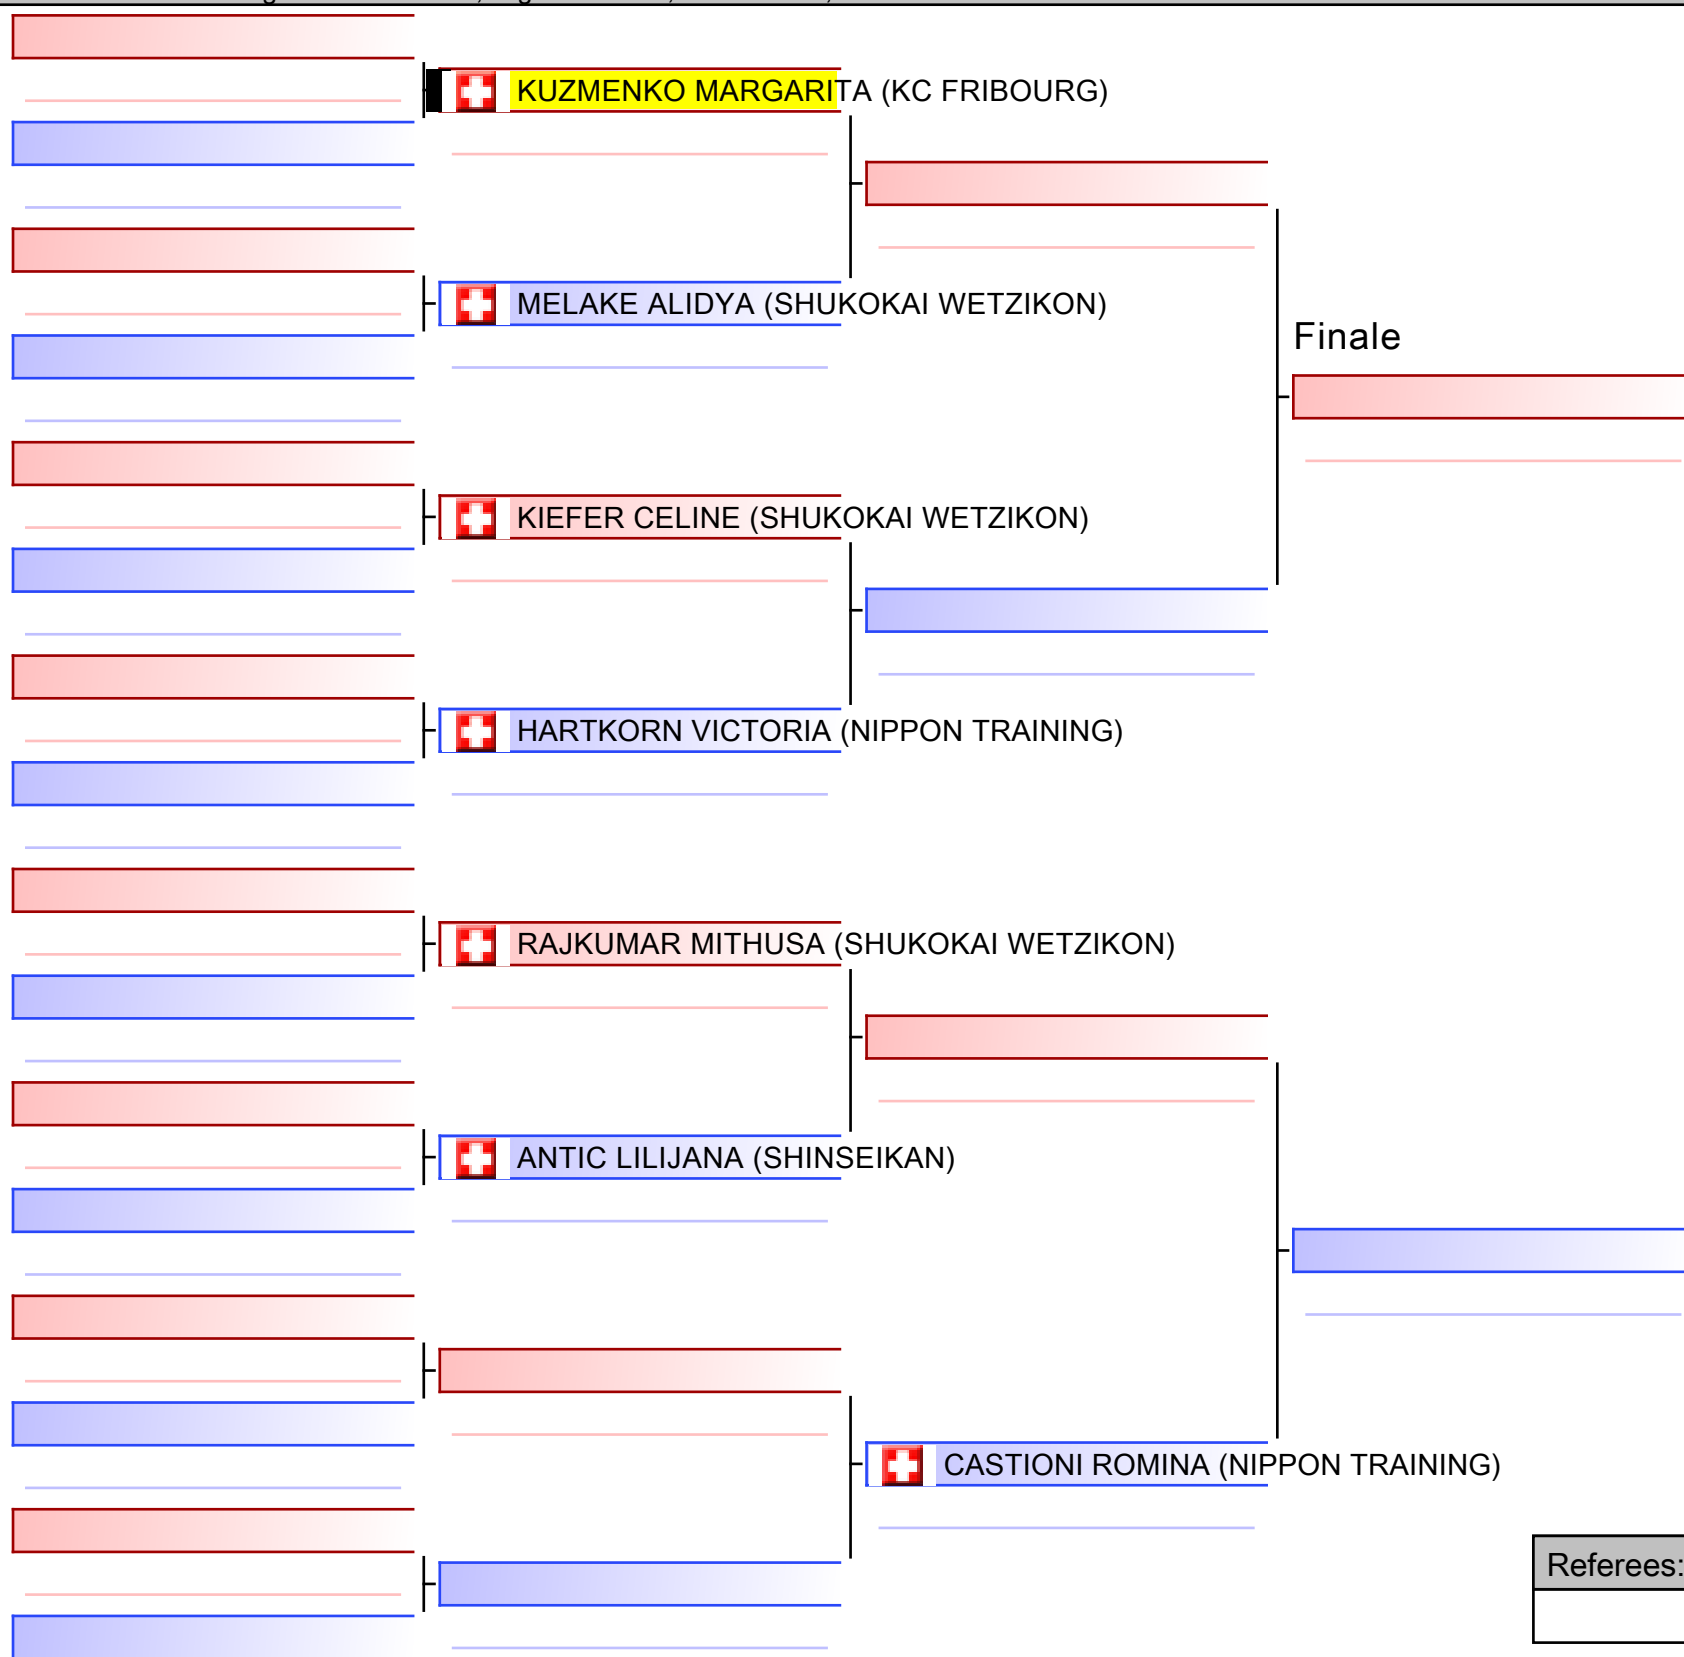 KUZMENKO MARGARITA (KC FRIBOURG)
MELAKE ALIDYA (SHUKOKAI WETZIKON)
Finale
KIEFER CELINE (SHUKOKAI WETZIKON)
HARTKORN VICTORIA (NIPPON TRAINING)
RAJKUMAR MITHUSA (SHUKOKAI WETZIKON)
ANTIC LILIJANA (SHINSEIKAN)
CASTIONI ROMINA (NIPPON TRAINING)
Referees: